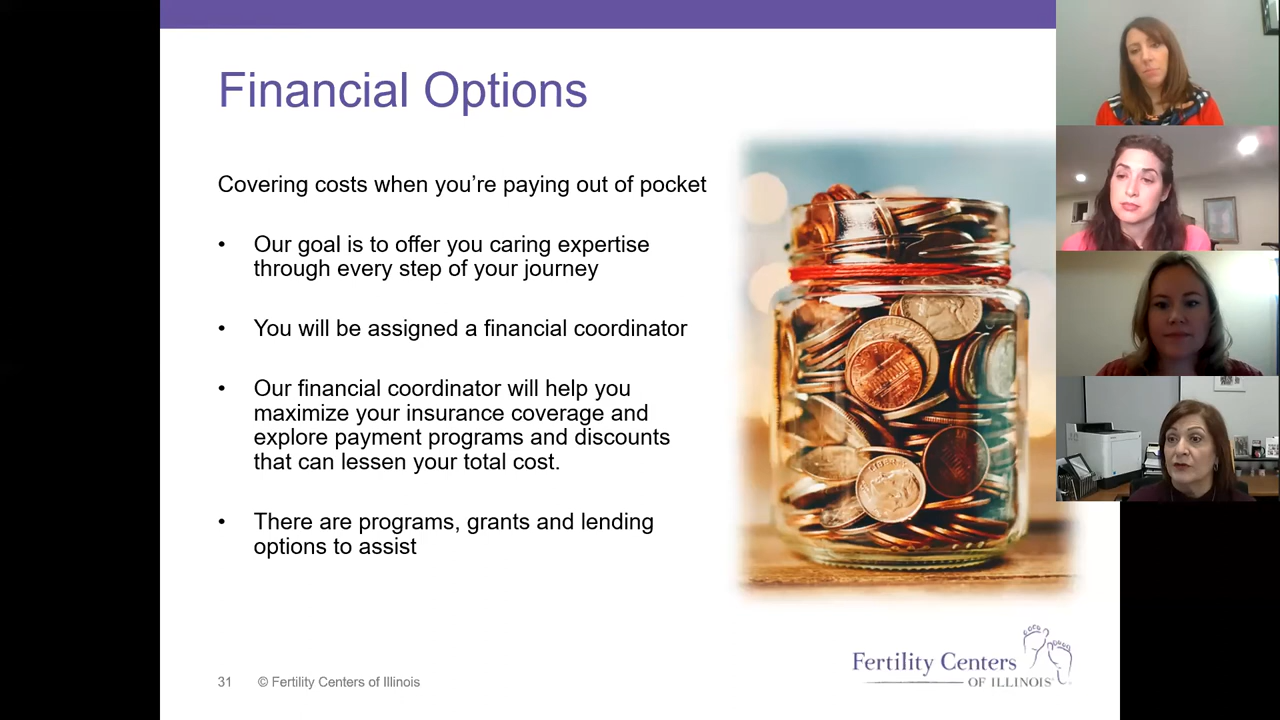 Financial Options
Covering costs when you’re paying out of pocket
• Our goal is to offer you caring expertise
through every step of your journey
• You will be assigned a financial coordinator
• Our financial coordinator will help you
maximize your insurance coverage and
explore payment programs and discounts
that can lessen your total cost.
• There are programs, grants and lending
options to assist
Fertility Centers
OF ILLINOIS
31 © Fertility Centers of Illinois